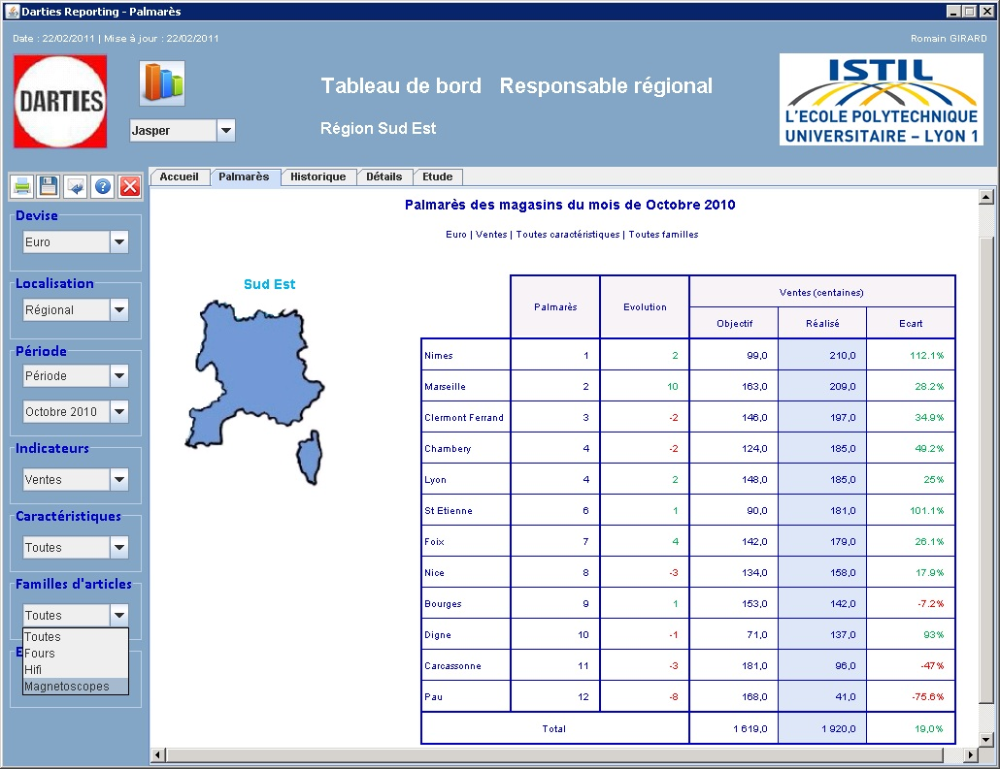 Darties Reporting - Palmarès
Date : 22/02/2011 | Mise à jour : 22/02/2011
Romain GIRARD
DARTIES
Jasper
Tableau de bord Responsable régional
Région Sud Est
ISTIL
L'ECOLE POLYTECHNIQUE
UNIVERSITAIRE – LYON 1
Accueil Palmarès Historique Détails Etude
Devise
Euro
Localisation
Régional
Période
Période
Octobre 2010
Indicateurs
Ventes
Caractéristiques
Toutes
Familles d'articles
Toutes
Toutes
Fours
Hifi
Magnetoscopes
Palmarès des magasins du mois de Octobre 2010
Euro | Ventes | Toutes caractéristiques | Toutes familles
Sud Est
Palmarès Evolution Ventes (centaines)
Objectif Réalisé Ecart
Nimes 1 2 99,0 210,0 112.1%
Marseille 2 10 163,0 209,0 28.2%
Clermont Ferrand 3 -2 146,0 197,0 34.9%
Chambery 4 -2 124,0 185,0 49.2%
Lyon 4 2 148,0 185,0 25%
St Etienne 6 1 90,0 181,0 101.1%
Foix 7 4 142,0 179,0 26.1%
Nice 8 -3 134,0 158,0 17.9%
Bourges 9 1 153,0 142,0 -7.2%
Digne 10 -1 71,0 137,0 93%
Carcassonne 11 -3 181,0 96,0 -47%
Pau 12 -8 168,0 41,0 -75.6%
Total 1 619,0 1 920,0 19,0%